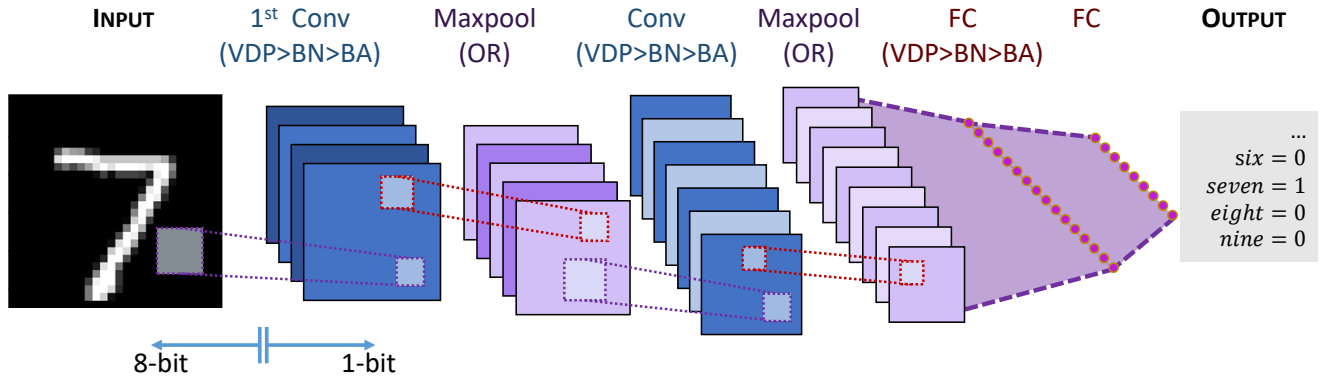 INPUT
1st Conv
(VDP>BN>BA)
Maxpool
(OR)
Conv
(VDP>BN>BA)
Maxpool
(OR)
FC
(VDP>BN>BA)
FC
OUTPUT
...
six = 0
seven = 1
eight = 0
nine = 0
8-bit
1-bit